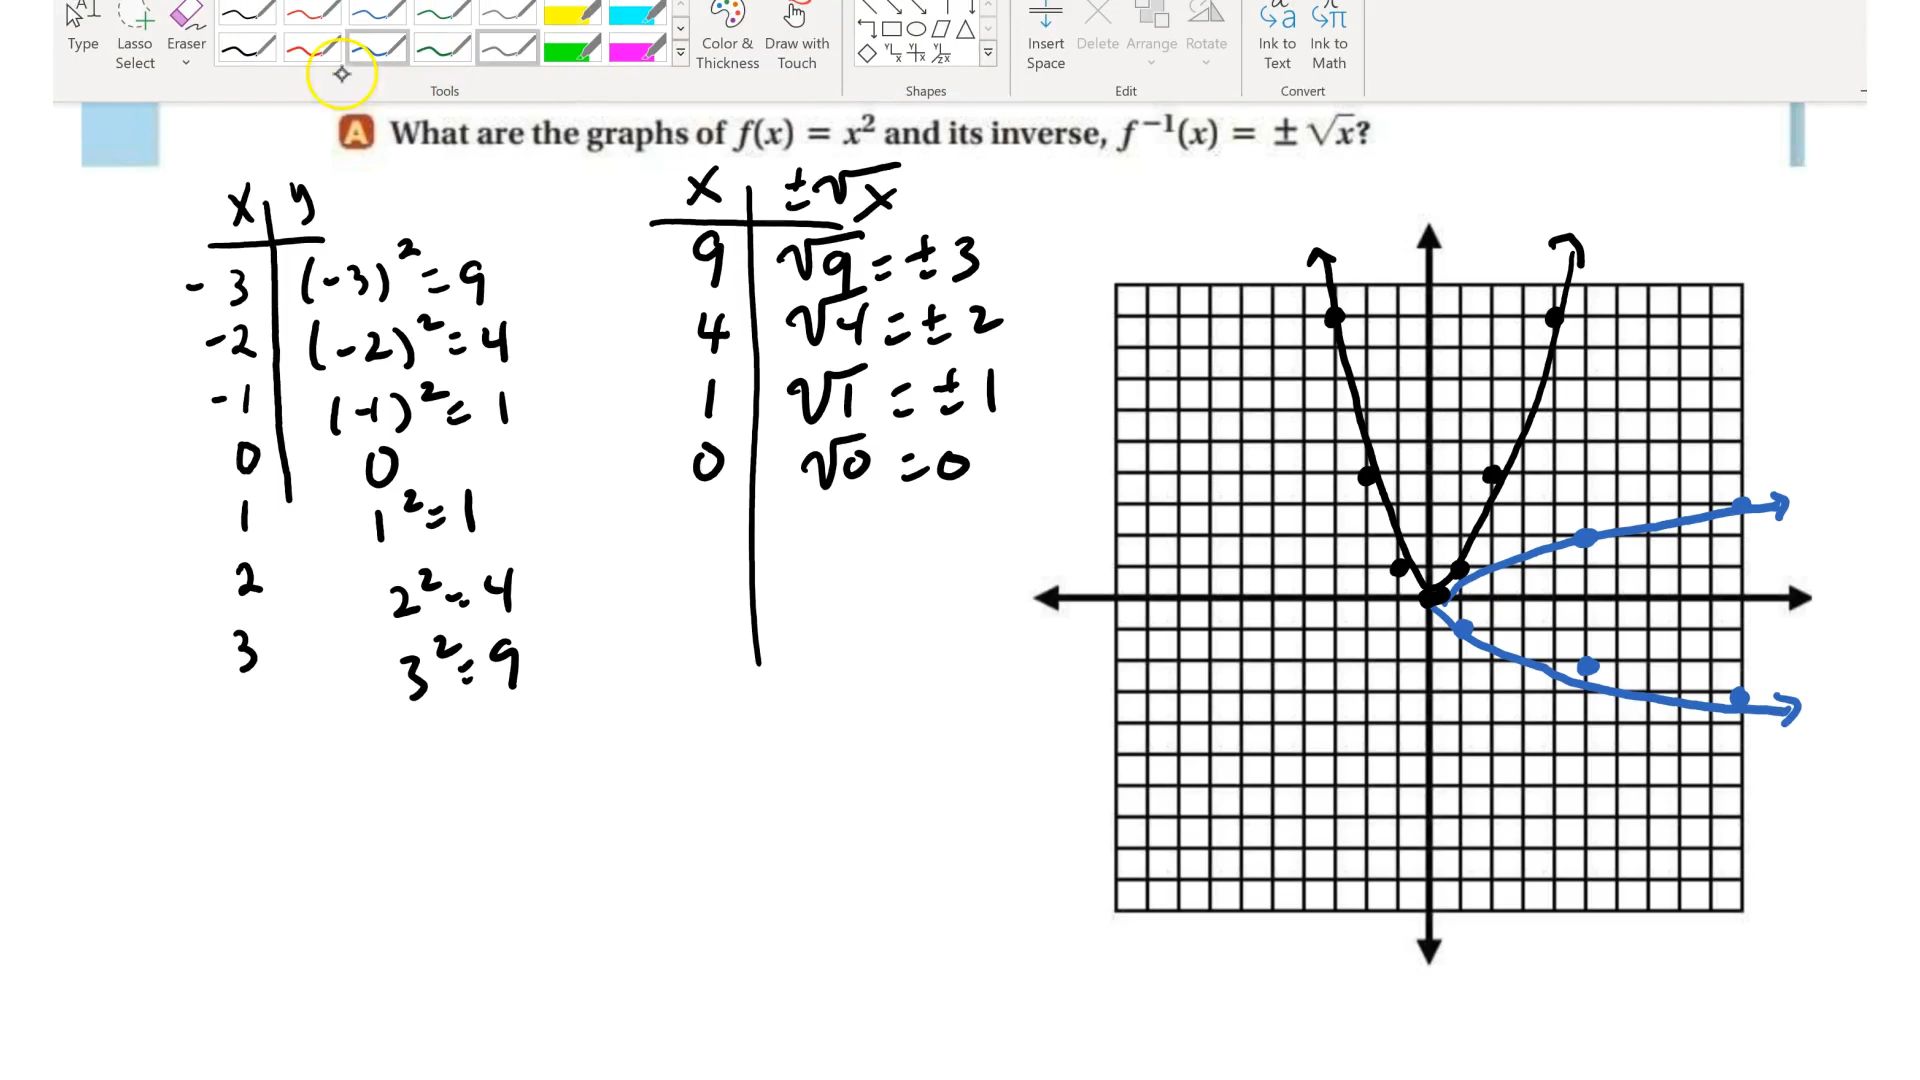 Type
Lasso
Select
Eraser
Color &
Thickness
Draw with
Touch
Insert
Space
Delete
Arrange
Rotate
Ink to
Text
Ink to
Math
Tools
Shapes
Edit
Convert
A What are the graphs of f(x) = x² and its inverse, f⁻¹(x) = ± √x?
x y
-3 (-3)² = 9
-2 (-2)² = 4
-1 (-1)² = 1
0 0
1 1² = 1
2 2² = 4
3 3² = 9
x ±√x
9 √9 = ±3
4 √4 = ±2
1 √1 = ±1
0 √0 = 0